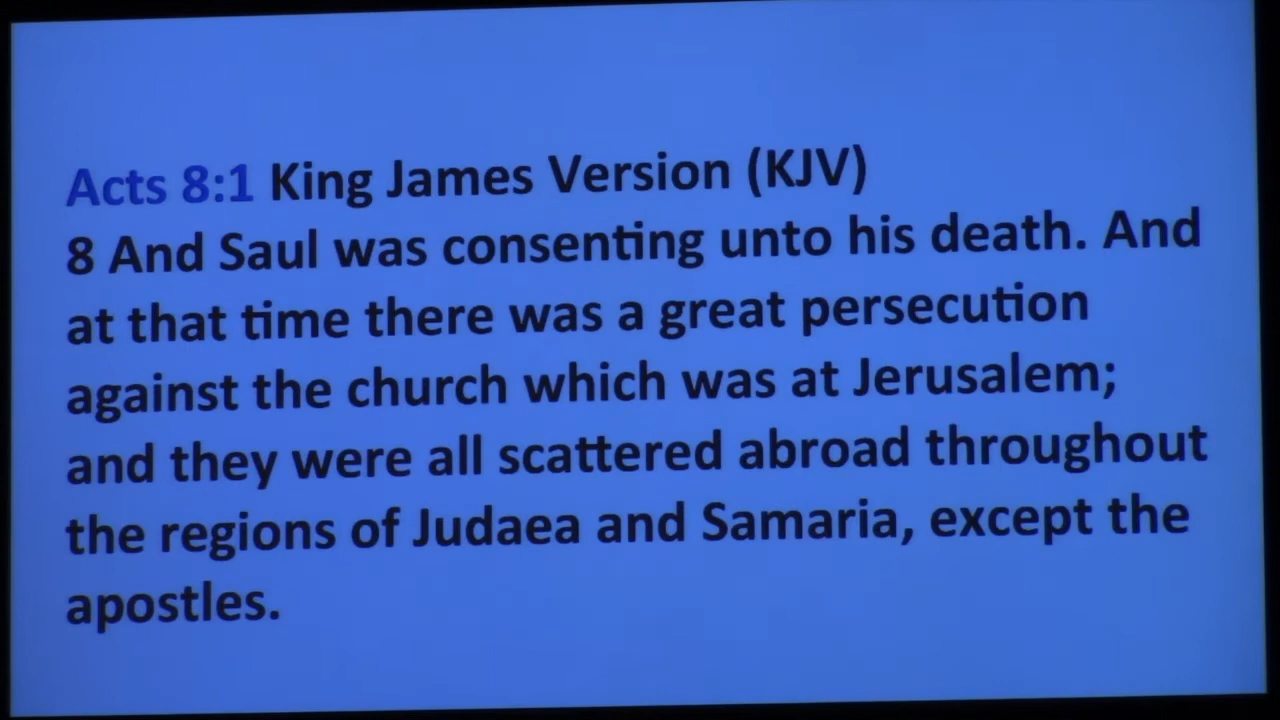 Acts 8:1 King James Version (KJV)
8 And Saul was consenting unto his death. And
at that time there was a great persecution
against the church which was at Jerusalem;
and they were all scattered abroad throughout
the regions of Judaea and Samaria, except the
apostles.